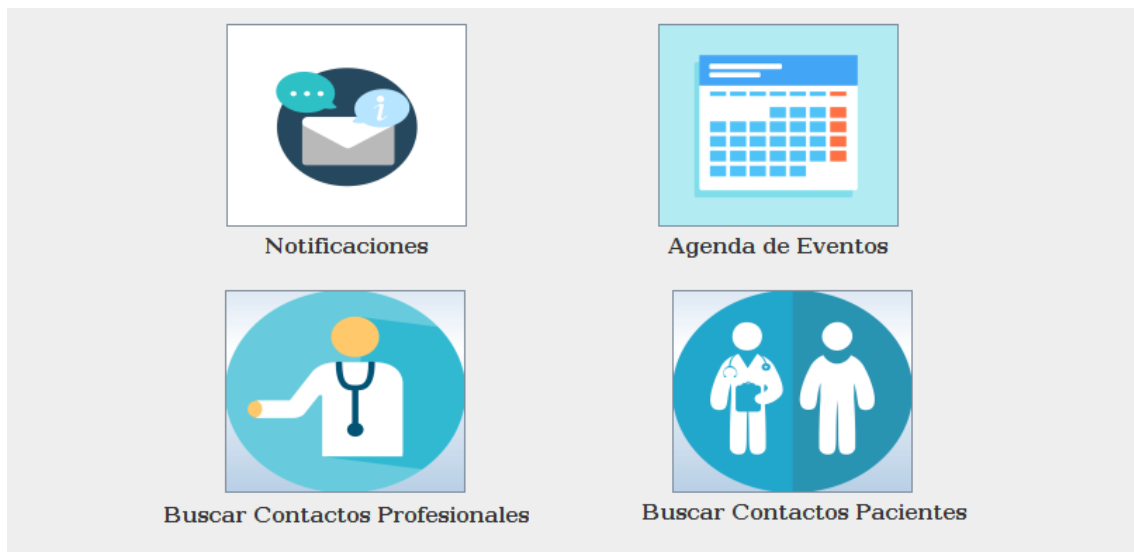 Notificaciones
Agenda de Eventos
Buscar Contactos Profesionales
Buscar Contactos Pacientes